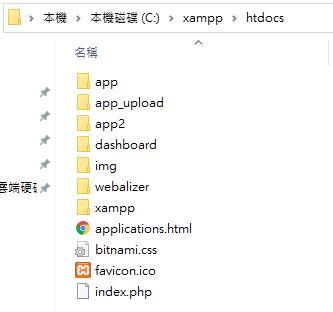 本機 > 本機磁碟 (C:) > xampp > htdocs
名稱
app
app_upload
app2
dashboard
img
webalizer
雲端硬碟
xampp
applications.html
bitnami.css
favicon.ico
index.php